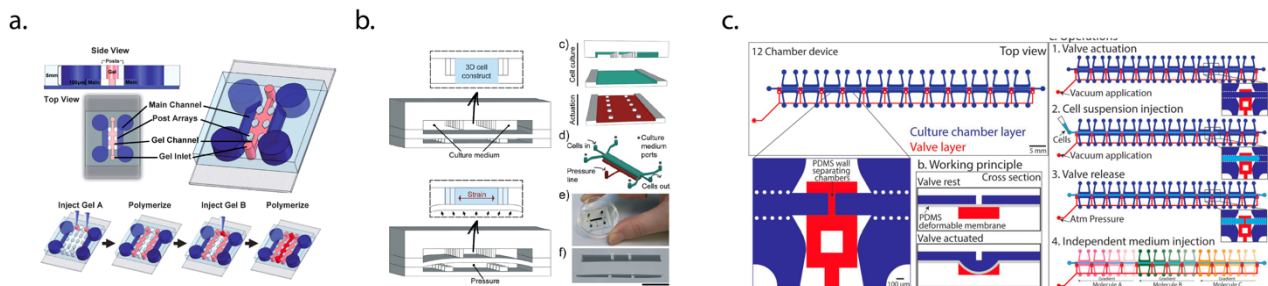 a.
Side View
Posts
Gel
Main
Main
Top View
Main Channel
Post Arrays
Gel Channel
Gel Inlet
Inject Gel A
Polymerize
Inject Gel B
Polymerize
b.
3D cell
construct
Culture medium
Strain
Pressure
c)
Cell culture
Actuation
d)
Cells in
Culture
medium
ports
Pressure
line
Cells out
e)
f)
c.
12 Chamber device
Top view
Culture chamber layer
Valve layer
5 mm
PDMS wall
separating
chambers
100 µm
b. Working principle
Cross section
Valve rest
PDMS
deformable membrane
Valve actuated
c. Operations
1. Valve actuation
Vacuum application
2. Cell suspension injection
Cells
Vacuum application
3. Valve release
Atm Pressure
4. Independent medium injection
Gradient
Molecule A
Gradient
Molecule B
Gradient
Molecule C